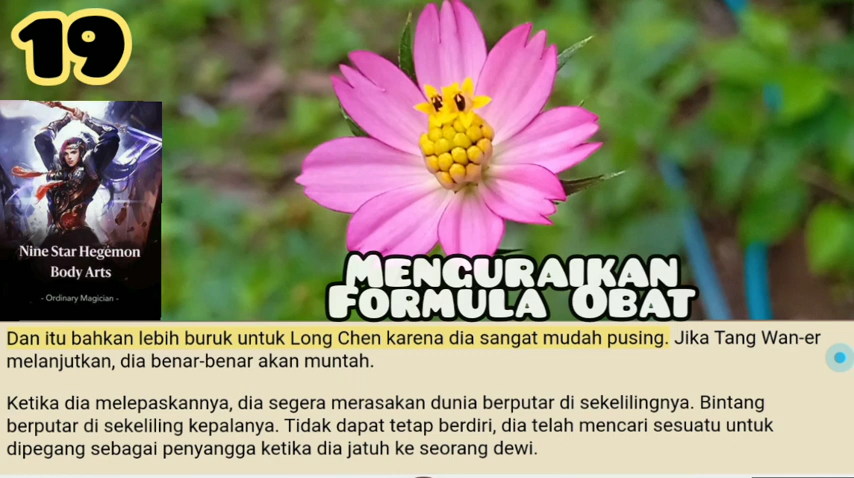 19
Nine Star Hegemon
Body Arts
- Ordinary Magician -
MENGURAIKAN
FORMULA OBAT
Dan itu bahkan lebih buruk untuk Long Chen karena dia sangat mudah pusing. Jika Tang Wan-er
melanjutkan, dia benar-benar akan muntah.
Ketika dia melepaskannya, dia segera merasakan dunia berputar di sekelilingnya. Bintang
berputar di sekeliling kepalanya. Tidak dapat tetap berdiri, dia telah mencari sesuatu untuk
dipegang sebagai penyangga ketika dia jatuh ke seorang dewi.